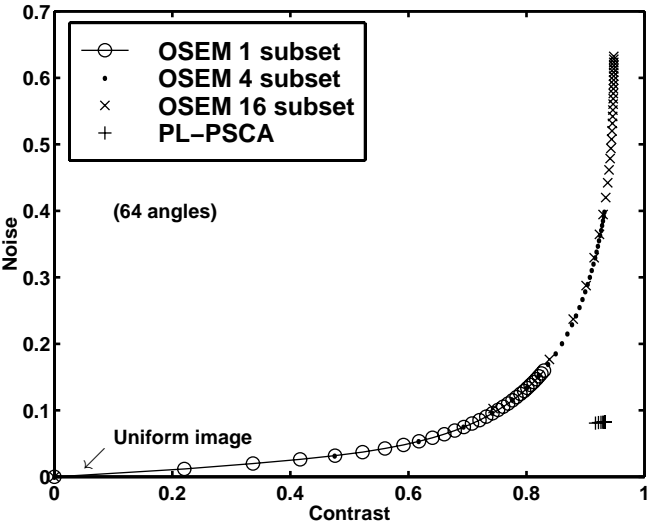 0.7
0.6
0.5
0.4
0.3
0.2
0.1
0
Noise
OSEM 1 subset
OSEM 4 subset
OSEM 16 subset
PL−PSCA
(64 angles)
Uniform image
0 0.2 0.4 0.6 0.8 1
Contrast